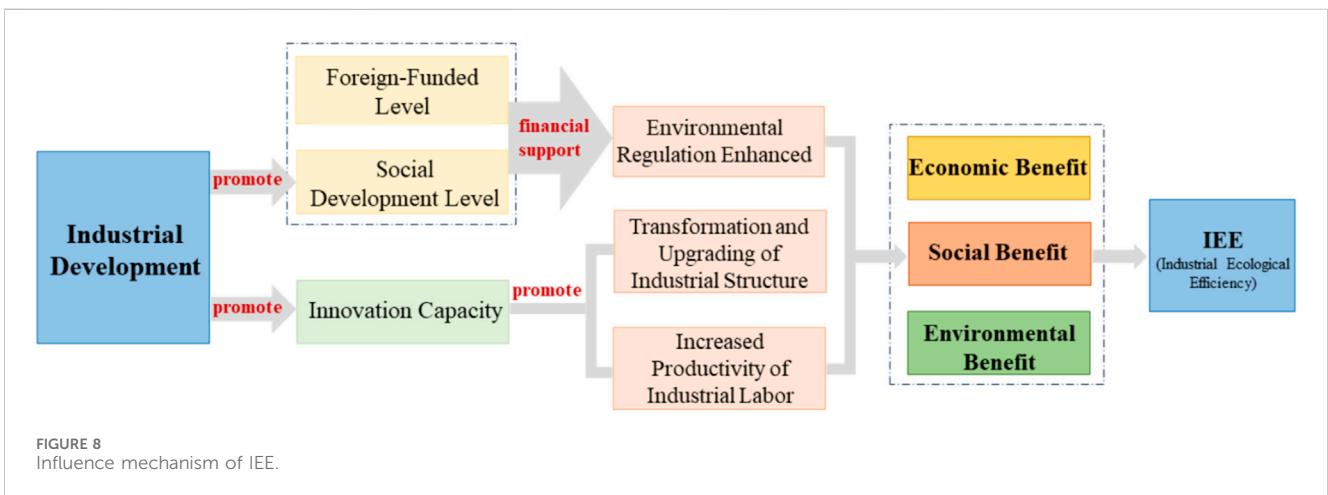 Industrial
Development
promote
promote
Foreign-Funded
Level
Social
Development Level
Innovation Capacity
financial
support
promote
Environmental
Regulation Enhanced
Transformation and
Upgrading of
Industrial Structure
Increased
Productivity of
Industrial Labor
Economic Benefit
Social Benefit
Environmental
Benefit
IEE
(Industrial Ecological
Efficiency)
FIGURE 8
Influence mechanism of IEE.